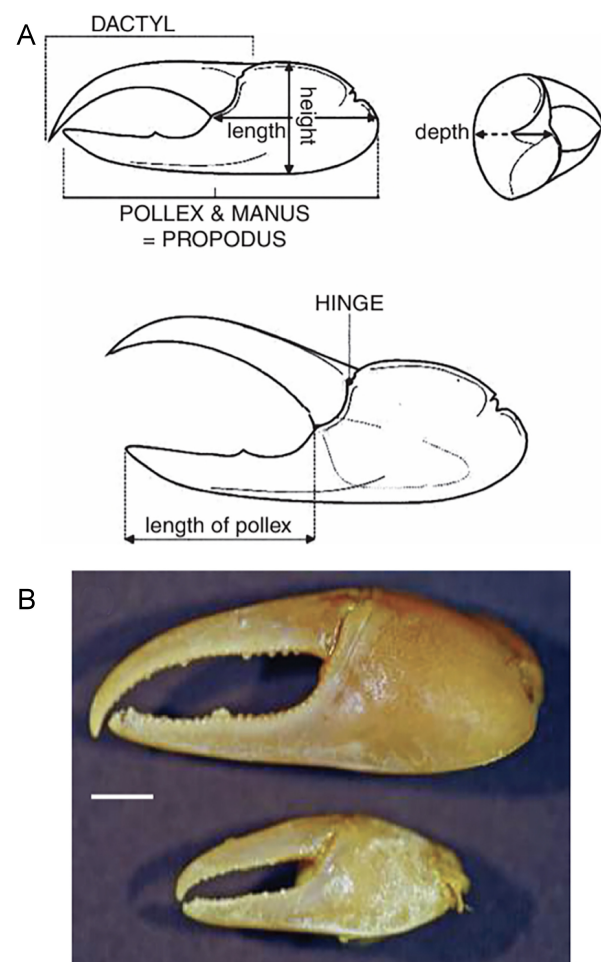 A
DACTYL
length
height
depth
POLLEX & MANUS
= PROPODUS
HINGE
length of pollex
B